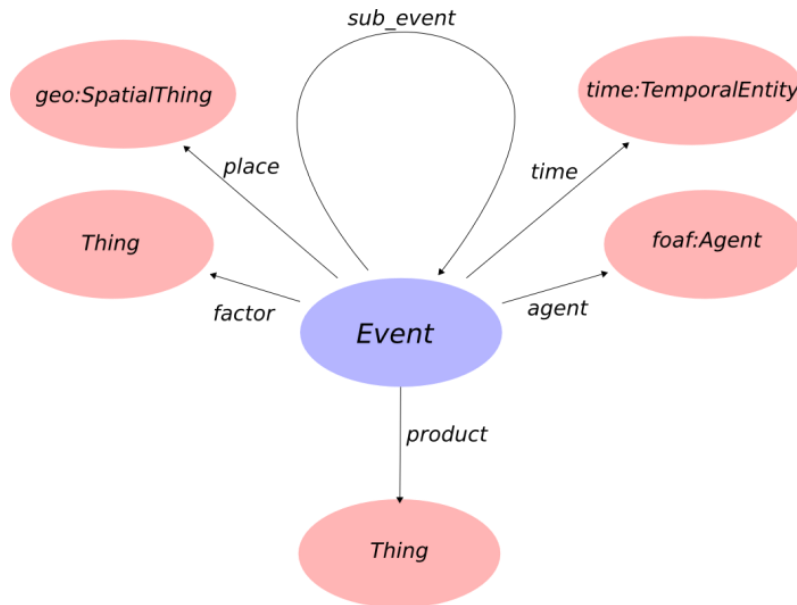 sub_event
geo:SpatialThing
time:TemporalEntity
place
time
Thing
foaf:Agent
factor
agent
Event
product
Thing